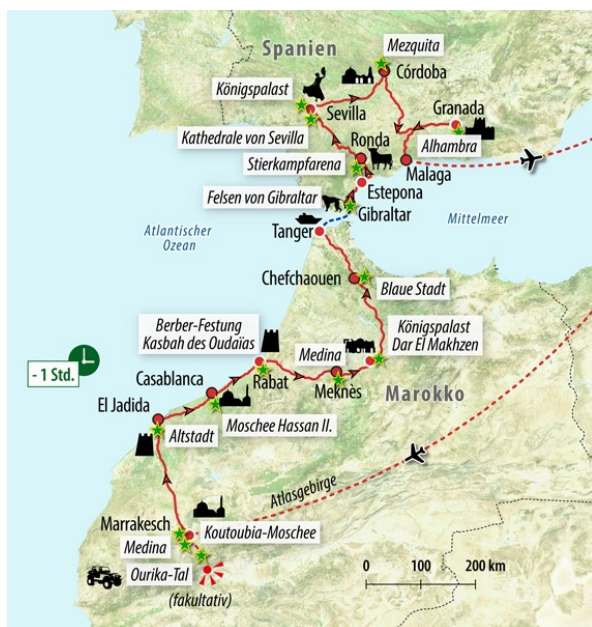 Spanien
Mezquita
Córdoba
Königspalast
Sevilla
Granada
Kathedrale von Sevilla
Ronda
Alhambra
Stierkampfarena
Malaga
Estepona
Felsen von Gibraltar
Gibraltar
Atlantischer
Ozean
Tanger
Mittelmeer
Chefchaouen
Blaue Stadt
Berber-Festung
Kasbah des Oudaïas
Königspalast
Dar El Makhzen
- 1 Std.
Medina
Rabat
Casablanca
Meknès
Marokko
El Jadida
Moschee Hassan II.
Altstadt
Atlasgebirge
Marrakesch
Koutoubia-Moschee
Medina
Ourika-Tal
(fakultativ)
0 100 200 km